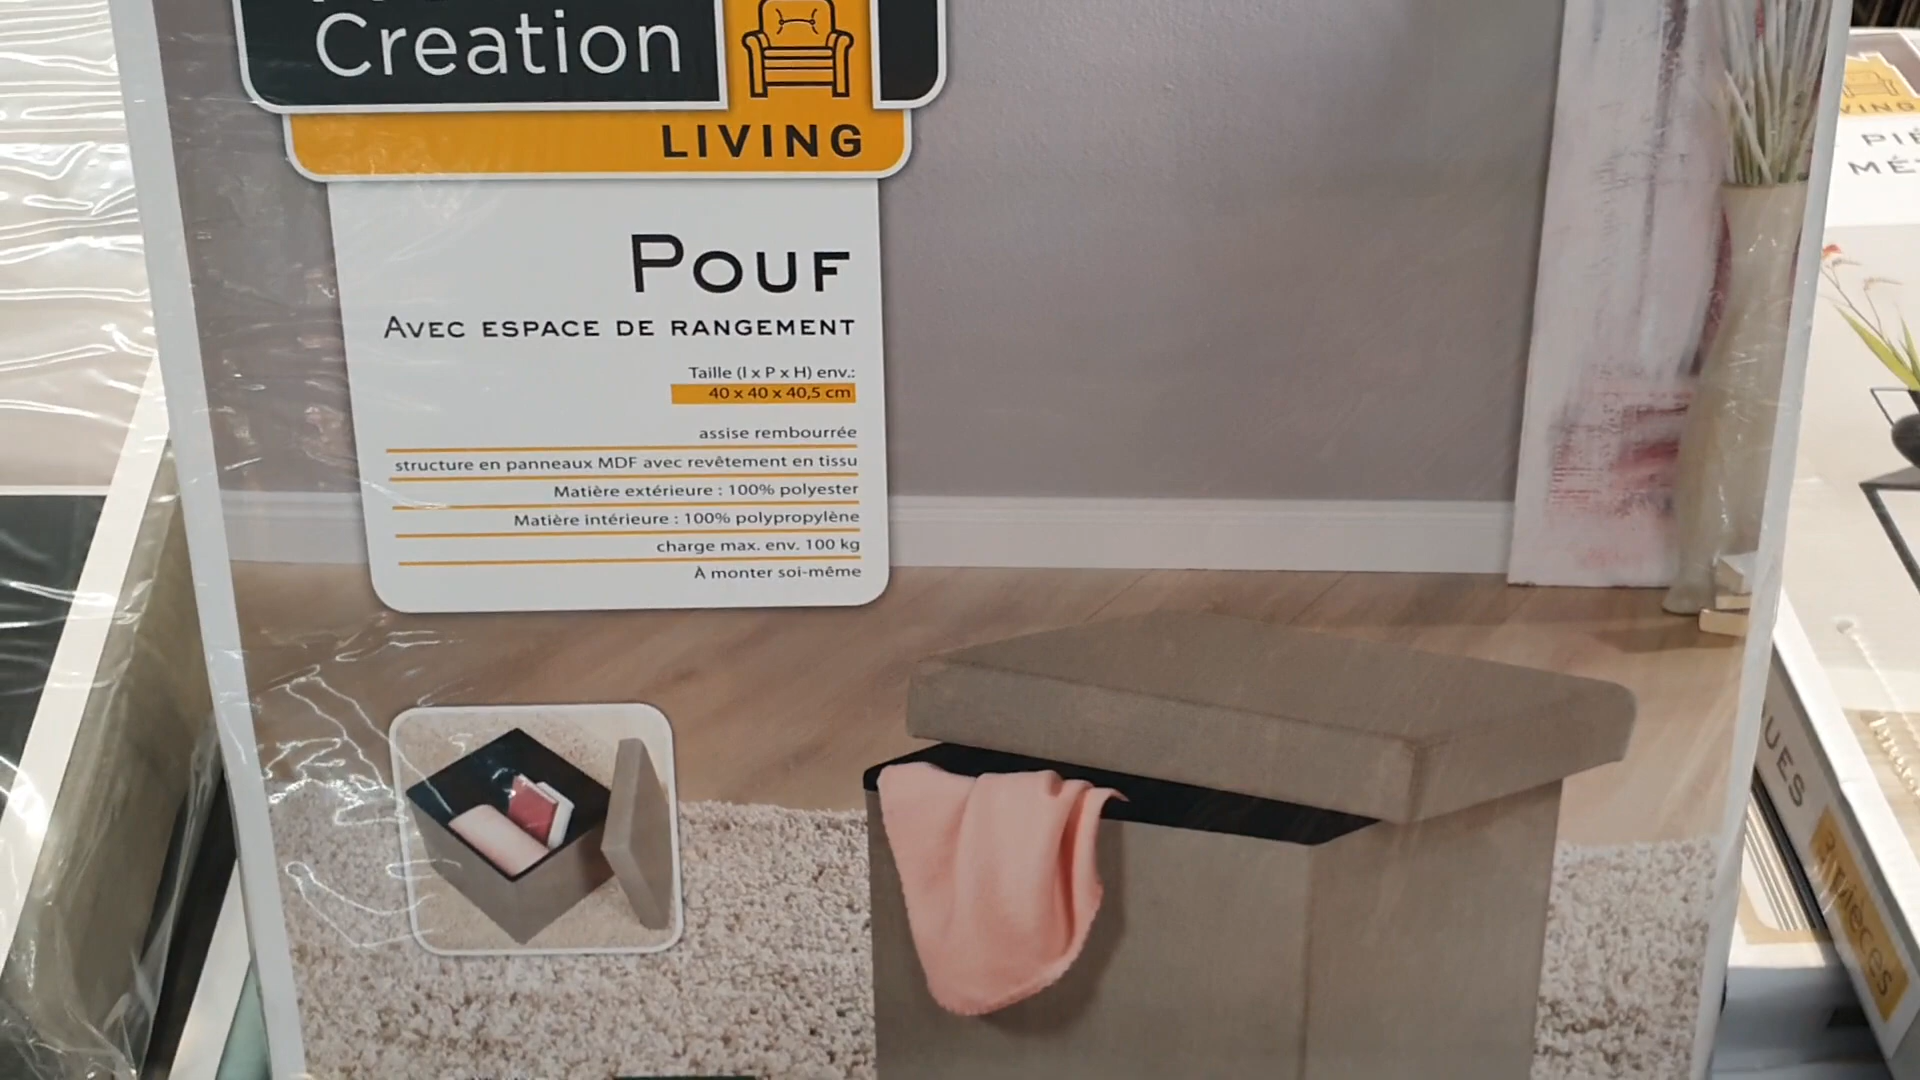 Creation
LIVING
POUF
AVEC ESPACE DE RANGEMENT
Taille (l x P x H) env.:
40 x 40 x 40,5 cm
assise rembourrée
structure en panneaux MDF avec revêtement en tissu
Matière extérieure : 100% polyester
Matière intérieure : 100% polypropylène
charge max. env. 100 kg
À monter soi-même
UES
pièces